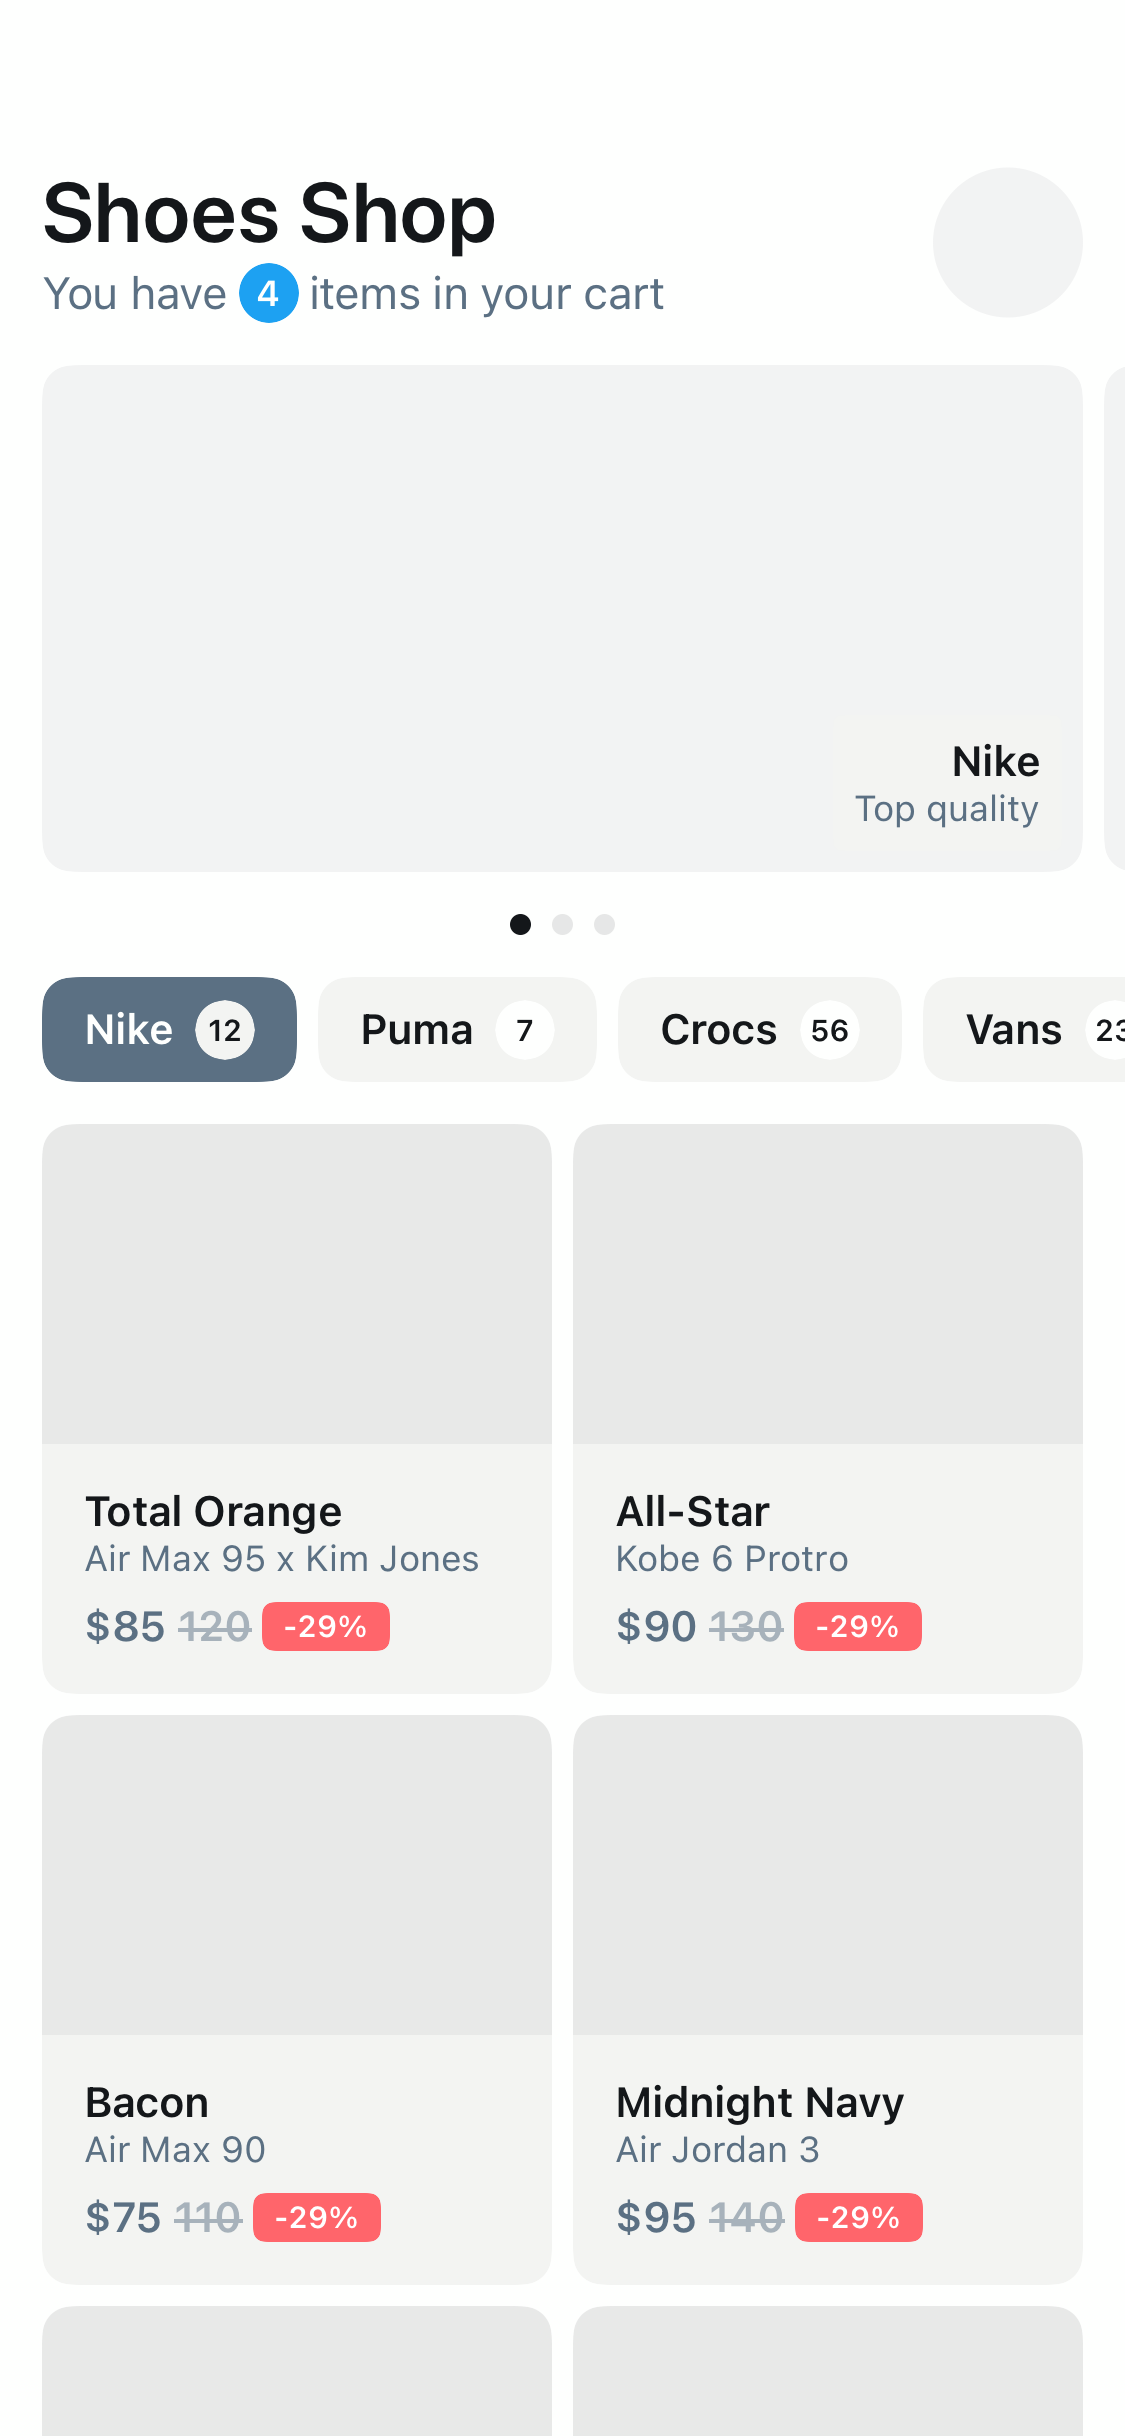 Shoes Shop
You have 4 items in your cart
Nike
Top quality
Nike 12 Puma 7 Crocs 56 Vans 23
Total Orange
Air Max 95 x Kim Jones
$85 120 -29%
All-Star
Kobe 6 Protro
$90 130 -29%
Bacon
Air Max 90
$75 110 -29%
Midnight Navy
Air Jordan 3
$95 140 -29%